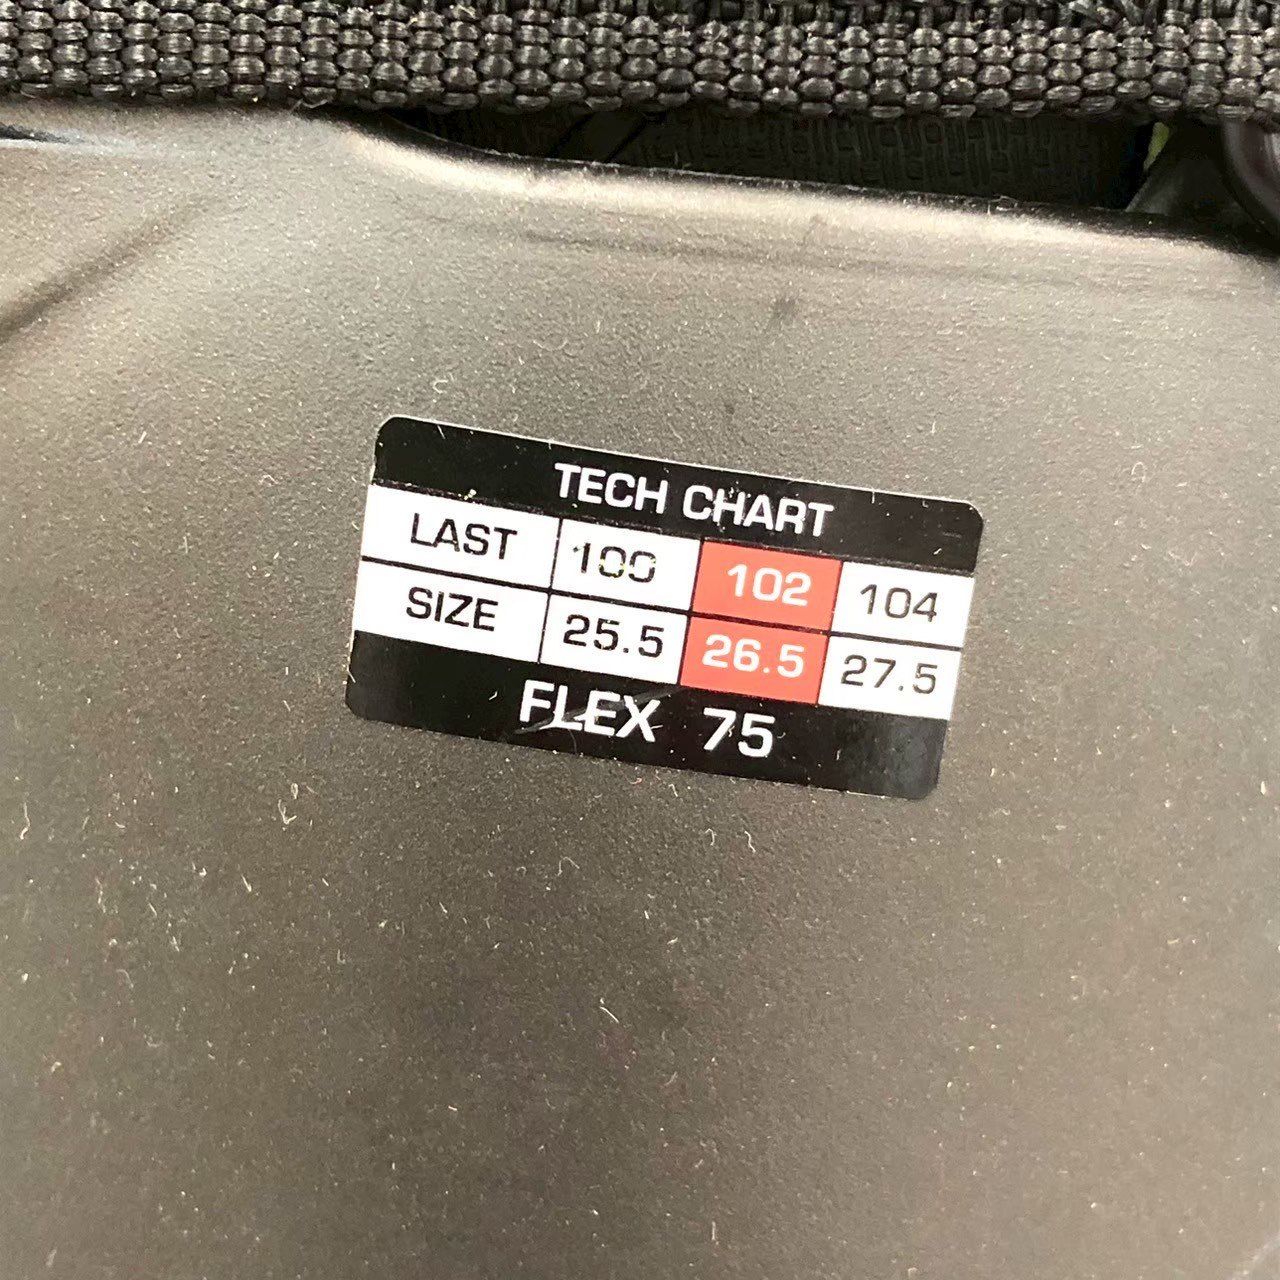 TECH CHART
LAST 100 102 104
SIZE 25.5 26.5 27.5
FLEX 75